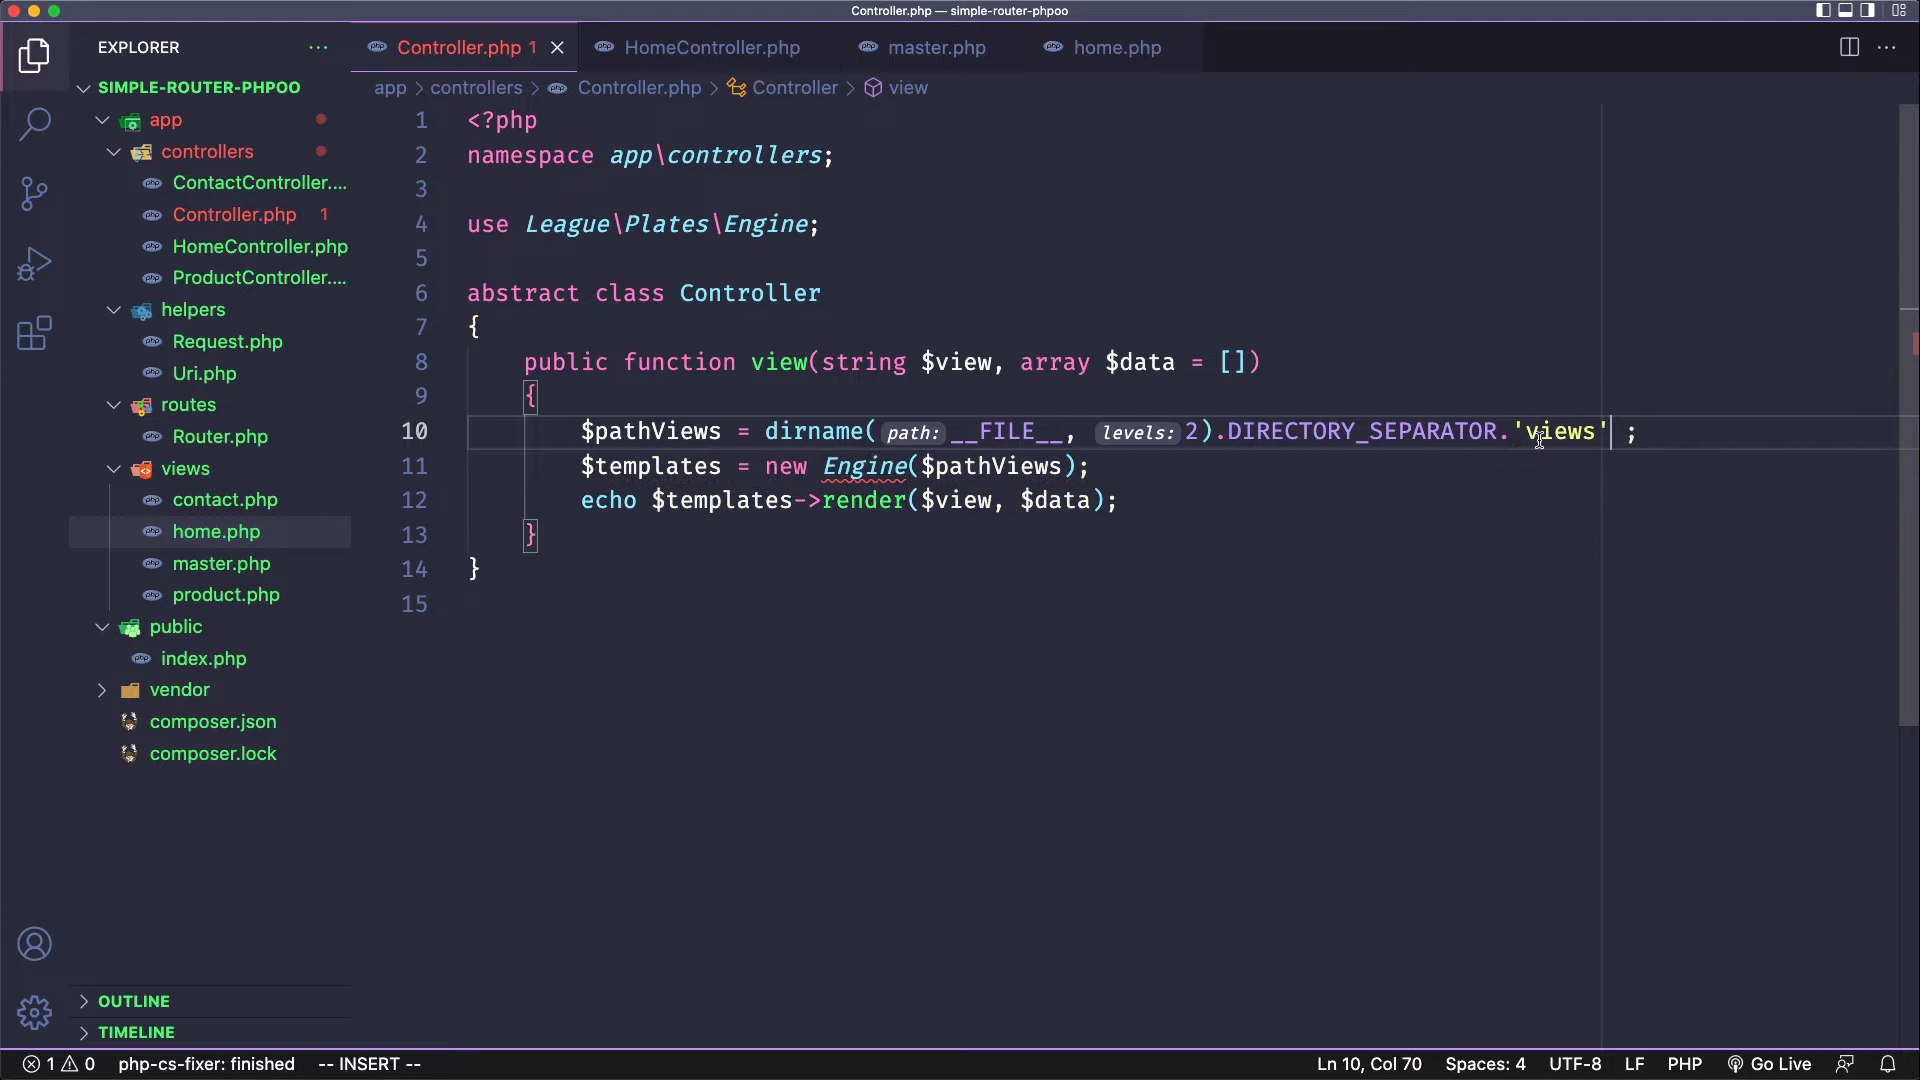 Controller.php — simple-router-phpoo
EXPLORER
Controller.php 1
HomeController.php
master.php
home.php
SIMPLE-ROUTER-PHPOO
app
controllers
ContactController....
Controller.php 1
HomeController.php
ProductController....
helpers
Request.php
Uri.php
routes
Router.php
views
contact.php
home.php
master.php
product.php
public
index.php
vendor
composer.json
composer.lock
OUTLINE
TIMELINE
app > controllers > Controller.php > Controller > view
1 <?php
2 namespace app\controllers;
3
4 use League\Plates\Engine;
5
6 abstract class Controller
7 {
8 public function view(string $view, array $data = [])
9 {
10 $pathViews = dirname(path: __FILE__, levels: 2).DIRECTORY_SEPARATOR.'views' ;
11 $templates = new Engine($pathViews);
12 echo $templates->render($view, $data);
13 }
14 }
15
1 0 php-cs-fixer: finished -- INSERT -- Ln 10, Col 70 Spaces: 4 UTF-8 LF PHP Go Live